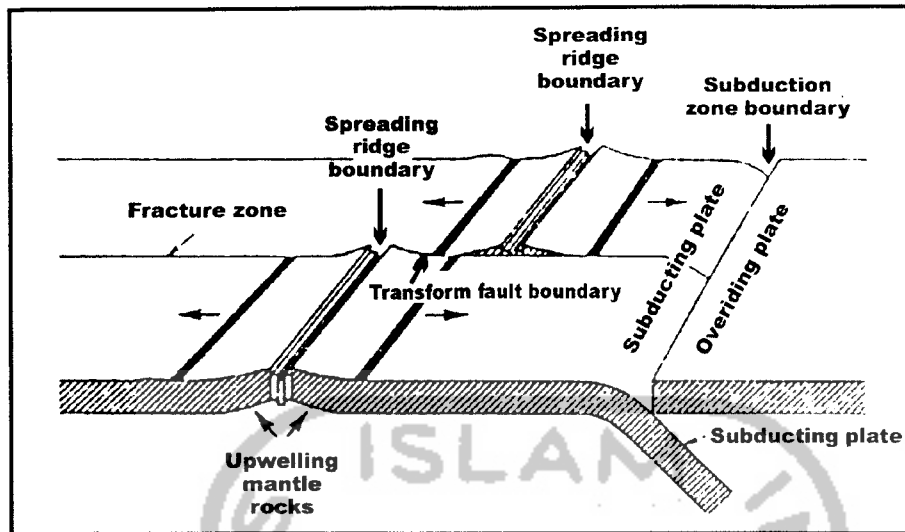 Spreading
ridge
boundary
Subduction
zone boundary
Spreading
ridge
boundary
Fracture zone
Transform fault boundary
Subducting plate
Overiding plate
Subducting plate
Upwelling
mantle
rocks
ISLAM